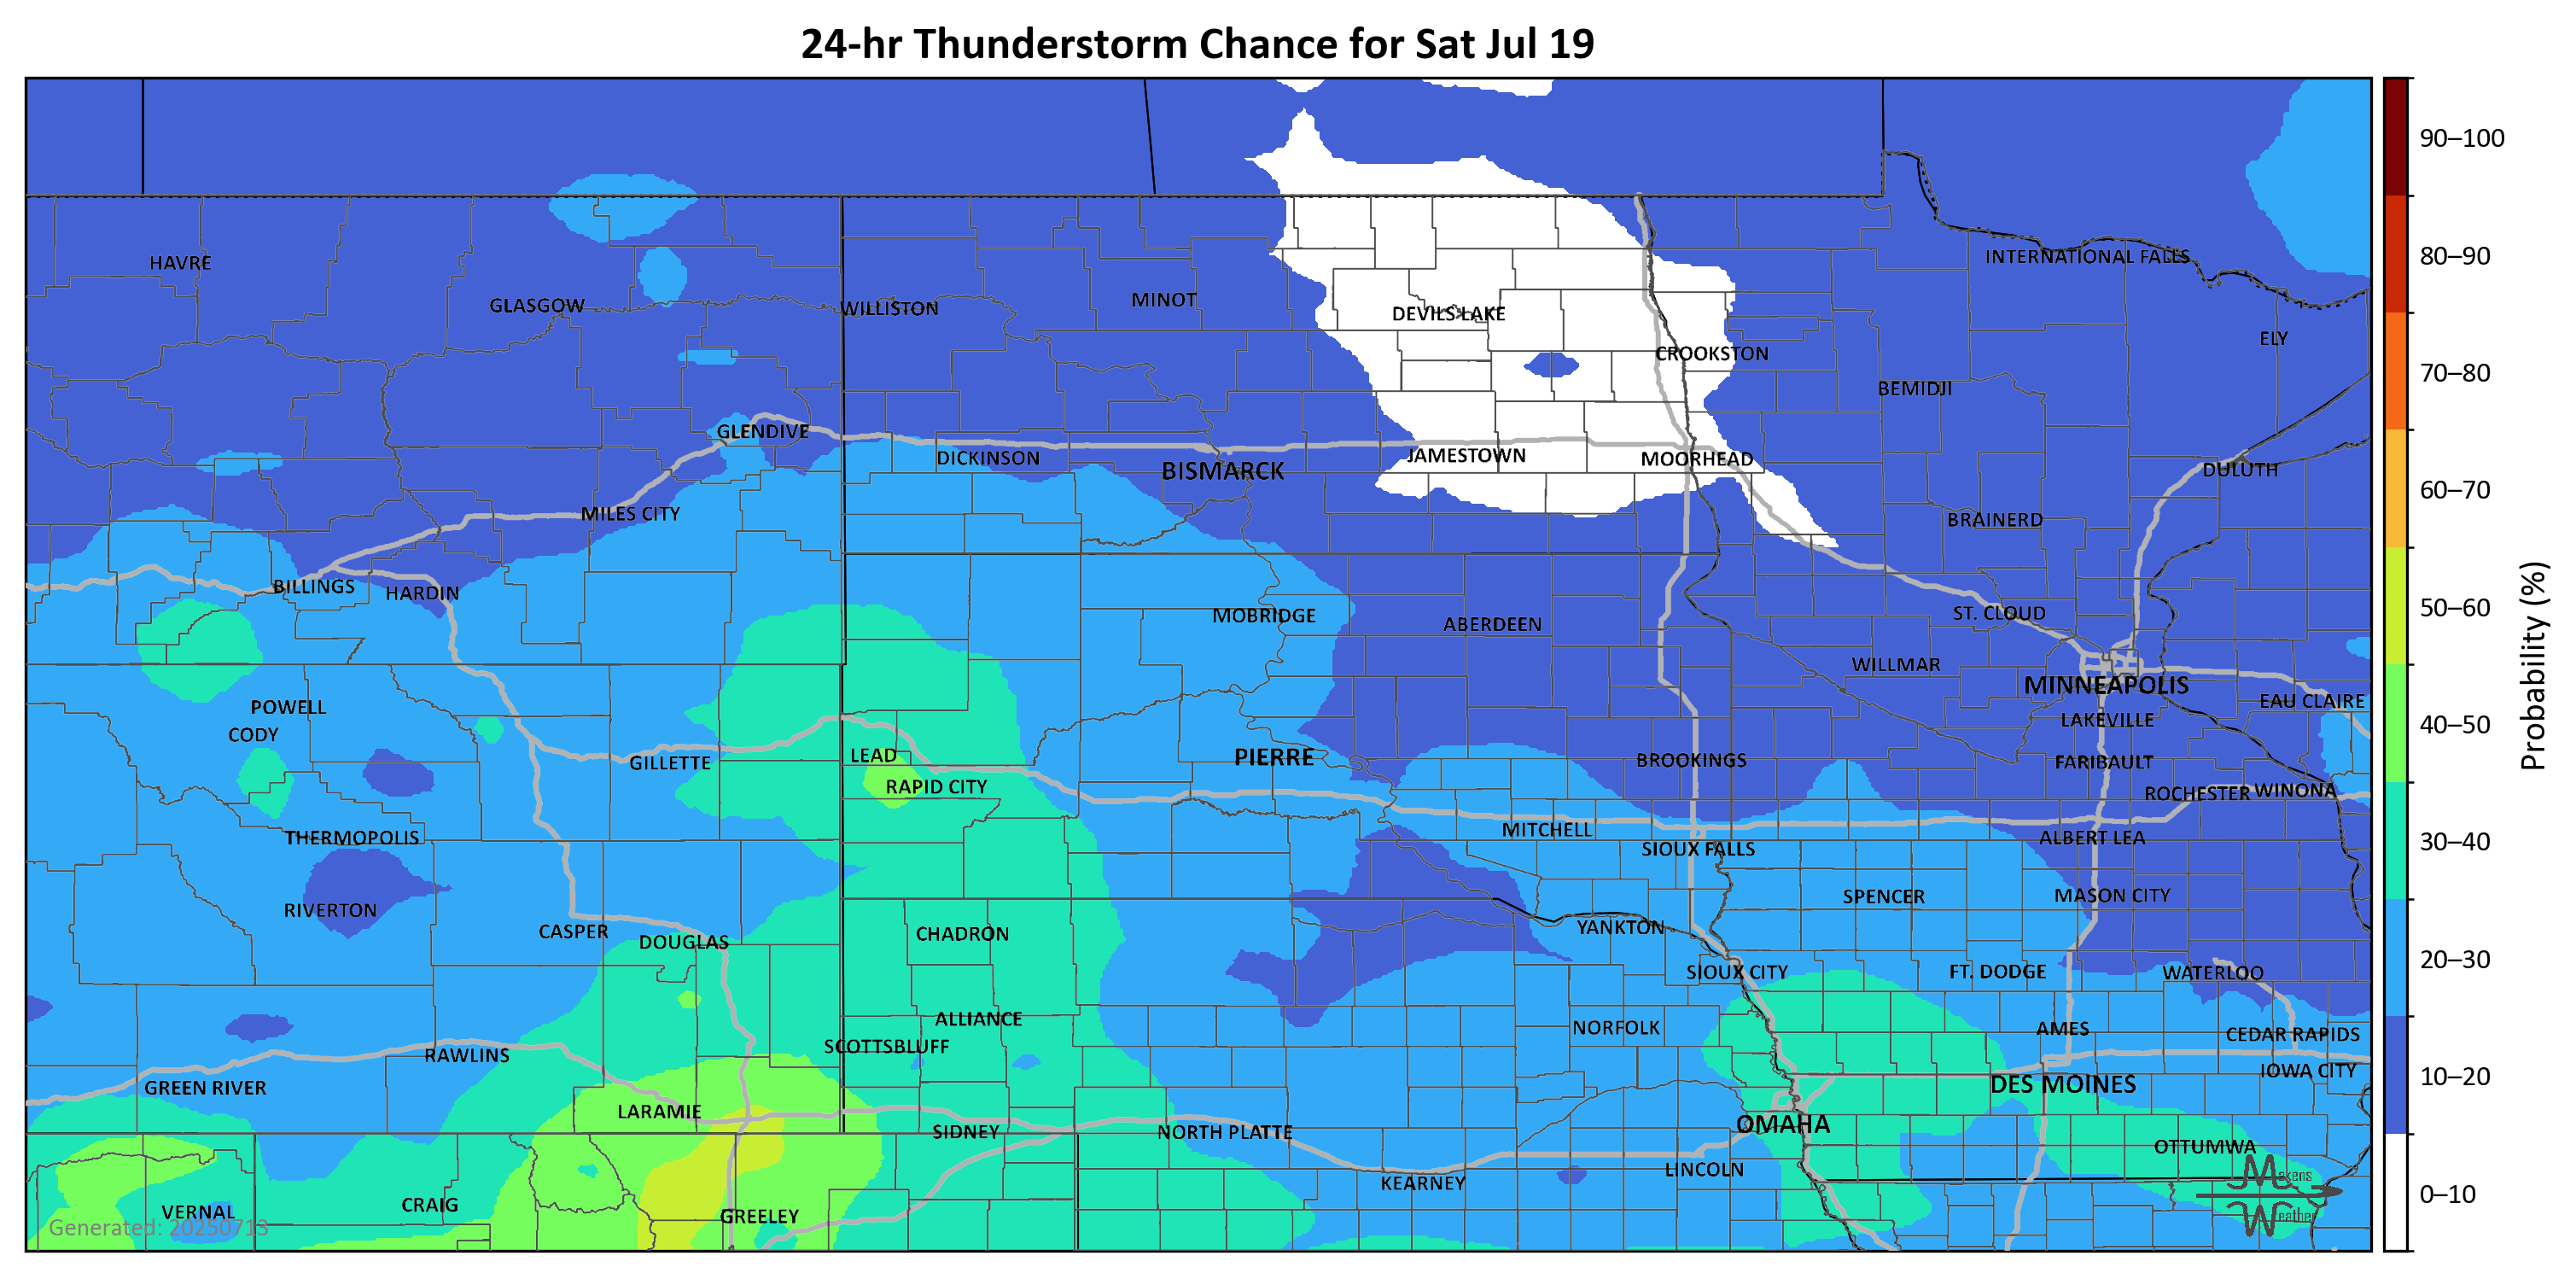 24-hr Thunderstorm Chance for Sat Jul 19
90–100
80–90
70–80
60–70
50–60
40–50
30–40
20–30
10–20
0–10
Probability (%)
HAVRE
INTERNATIONAL FALLS
GLASGOW
WILLISTON
MINOT
DEVILS LAKE
ELY
CROOKSTON
BEMIDJI
GLENDIVE
DICKINSON
BISMARCK
JAMESTOWN
MOORHEAD
DULUTH
MILES CITY
BRAINERD
BILLINGS
HARDIN
MOBRIDGE
ABERDEEN
ST. CLOUD
WILLMAR
MINNEAPOLIS
POWELL
EAU CLAIRE
CODY
LAKEVILLE
GILLETTE
LEAD
PIERRE
BROOKINGS
FARIBAULT
RAPID CITY
ROCHESTER
WINONA
THERMOPOLIS
MITCHELL
ALBERT LEA
SIOUX FALLS
SPENCER
MASON CITY
RIVERTON
CASPER
DOUGLAS
CHADRON
YANKTON
SIOUX CITY
FT. DODGE
WATERLOO
ALLIANCE
NORFOLK
AMES
CEDAR RAPIDS
RAWLINS
SCOTTSBLUFF
GREEN RIVER
DES MOINES
IOWA CITY
LARAMIE
OMAHA
SIDNEY
NORTH PLATTE
OTTUMWA
LINCOLN
KEARNEY
VERNAL
CRAIG
GREELEY
Generated: 20250713
Makens
Weather